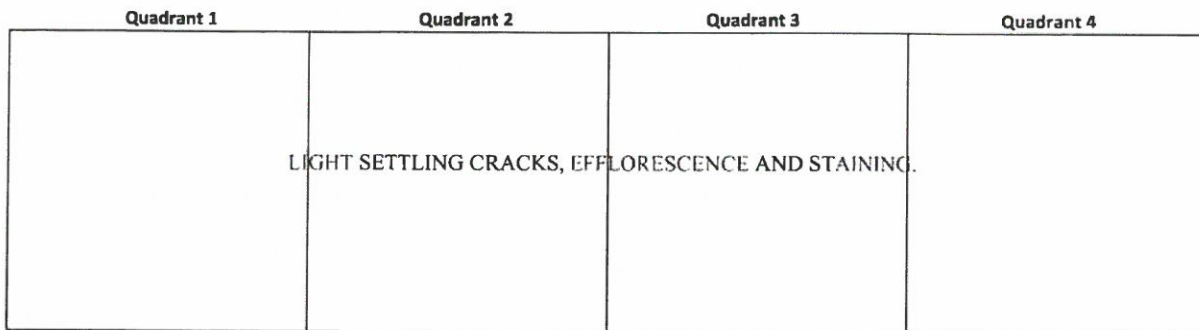 Quadrant 1 Quadrant 2 Quadrant 3 Quadrant 4
LIGHT SETTLING CRACKS, EFFLORESCENCE AND STAINING.